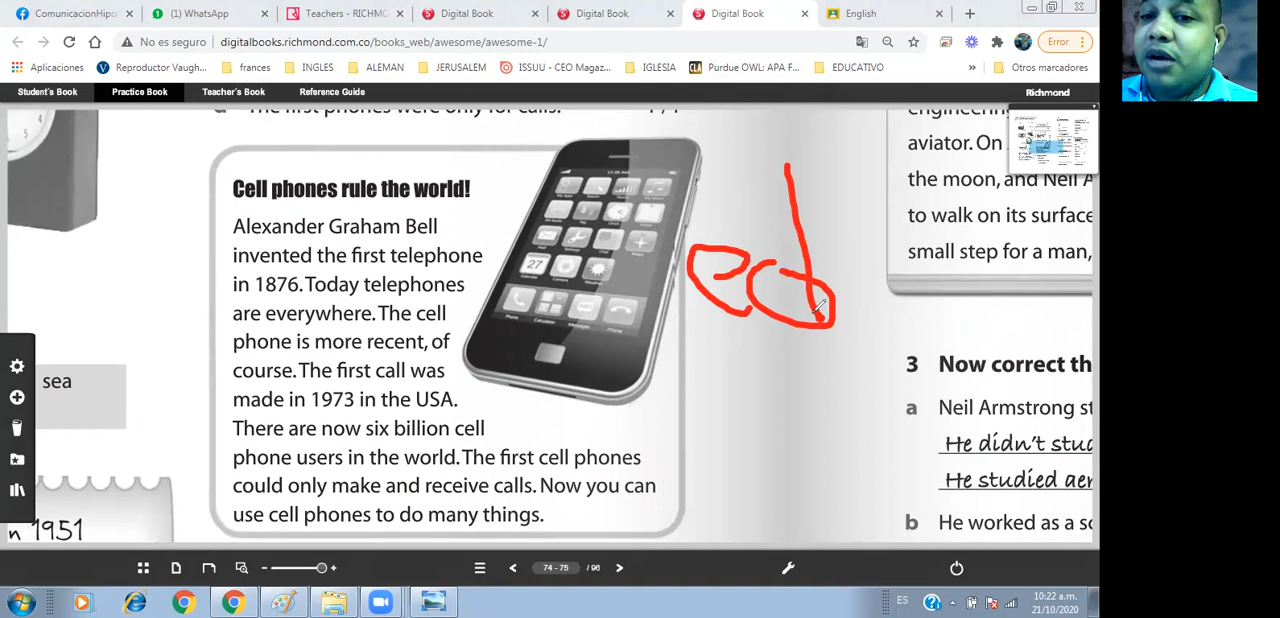 ComunicacionHipo
(1) WhatsApp
Teachers - RICHMO
Digital Book
Digital Book
Digital Book
English
No es seguro
digitalbooks.richmond.com.co/books_web/awesome/awesome-1/
Error
Aplicaciones
Reproductor Vaugh...
frances
INGLES
ALEMAN
JERUSALEM
ISSUU - CEO Magaz...
IGLESIA
Purdue OWL: APA F...
EDUCATIVO
»
Otros marcadores
Student's Book
Practice Book
Teacher's Book
Reference Guide
Richmond
The first phones were only for calls.
Cell phones rule the world!
Alexander Graham Bell
invented the first telephone
in 1876. Today telephones
are everywhere. The cell
phone is more recent, of
course. The first call was
made in 1973 in the USA.
There are now six billion cell
phone users in the world. The first cell phones
could only make and receive calls. Now you can
use cell phones to do many things.
27
ed
5
4
sea
n 1951
engineerin
aviator. On
the moon, and Neil A
to walk on its surface
small step for a man,
3 Now correct th
a Neil Armstrong st
He didn't stud
He studied aer
b He worked as a sc
74 - 75 / 96
ES
10:22 a.m.
21/10/2020